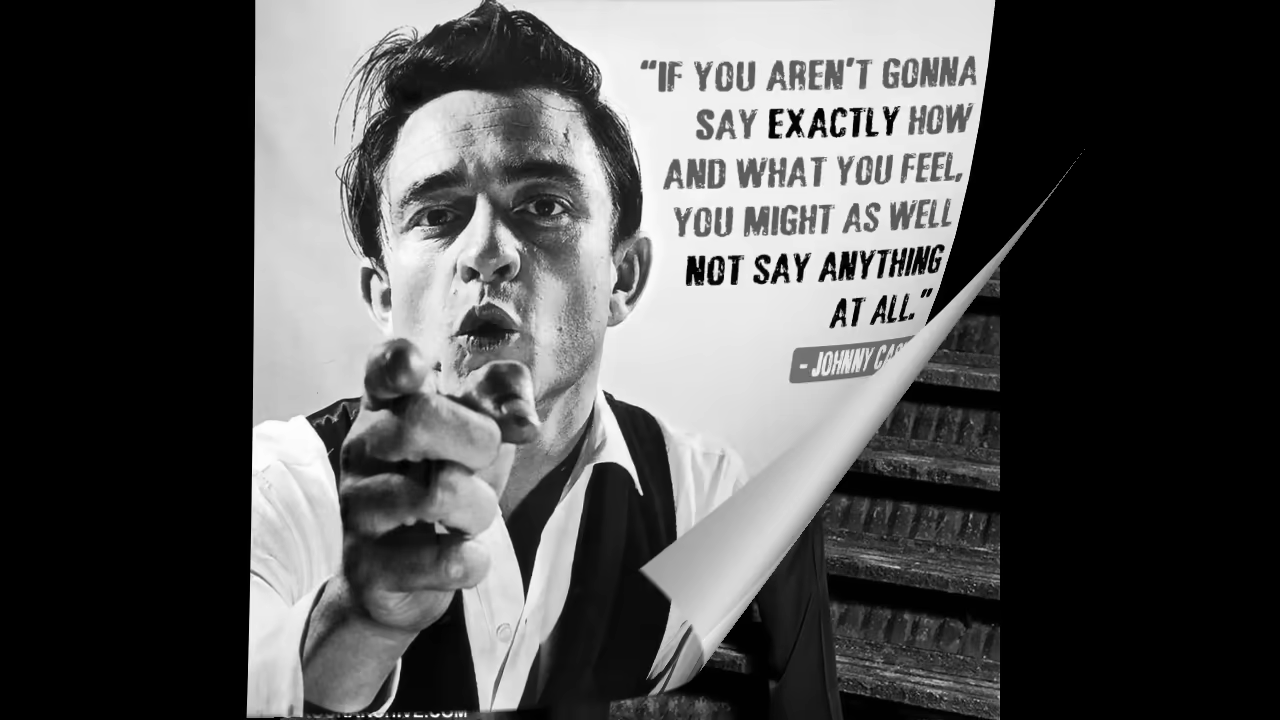 “IF YOU AREN'T GONNA
SAY EXACTLY HOW
AND WHAT YOU FEEL,
YOU MIGHT AS WELL
NOT SAY ANYTHING
AT ALL.”
- JOHNNY